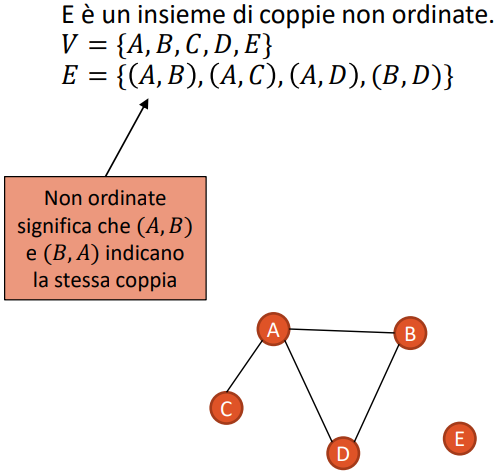 E è un insieme di coppie non ordinate.
V = {A, B, C, D, E}
E = {(A, B), (A, C), (A, D), (B, D)}
Non ordinate
significa che (A, B)
e (B, A) indicano
la stessa coppia
A
B
C
E
D